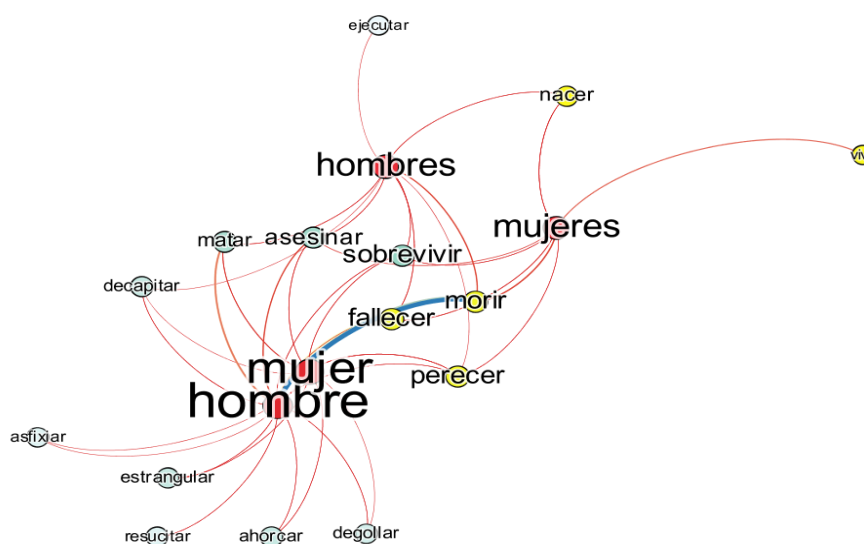 ejecutar
nacer
hombres
mujeres
matar
asesinar
sobrevivir
decapitar
morir
fallecer
mujer
perecer
hombre
asfixiar
estrangular
resucitar
ahorcar
degollar